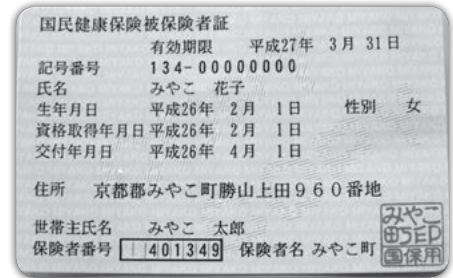 国民健康保険被保険者証
有効期限 平成27年 3月 31日
記号番号 134-00000000
氏名 みやこ 花子
生年月日 平成26年 2月 1日 性別 女
資格取得年月日 平成26年 2月 1日
交付年月日 平成26年 4月 1日
住所 京都郡みやこ町勝山上田960番地
世帯主氏名 みやこ 太郎
保険者番号 401349 保険者名 みやこ町
みやこ
国保用